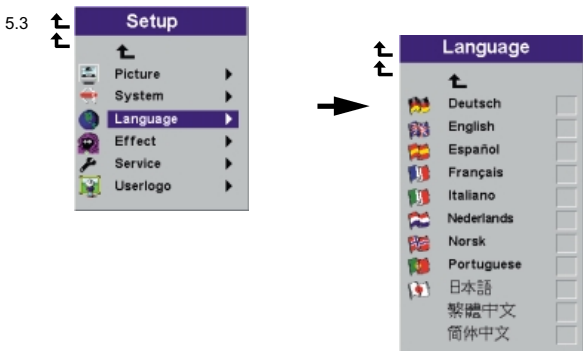 5.3
Setup
Picture
System
Language
Effect
Service
Userlogo
Language
Deutsch
English
Español
Français
Italiano
Nederlands
Norsk
Portuguese
日本語
繁體中文
简体中文